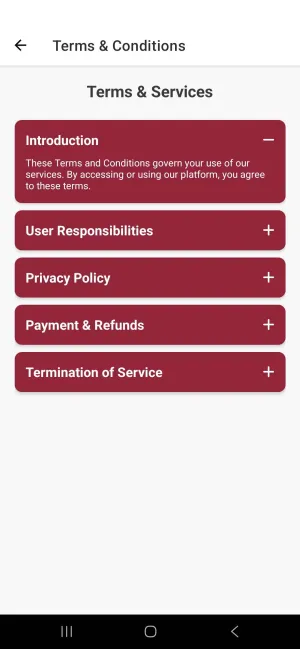 Terms & Conditions
Terms & Services
Introduction
These Terms and Conditions govern your use of our
services. By accessing or using our platform, you agree
to these terms.
User Responsibilities
Privacy Policy
Payment & Refunds
Termination of Service